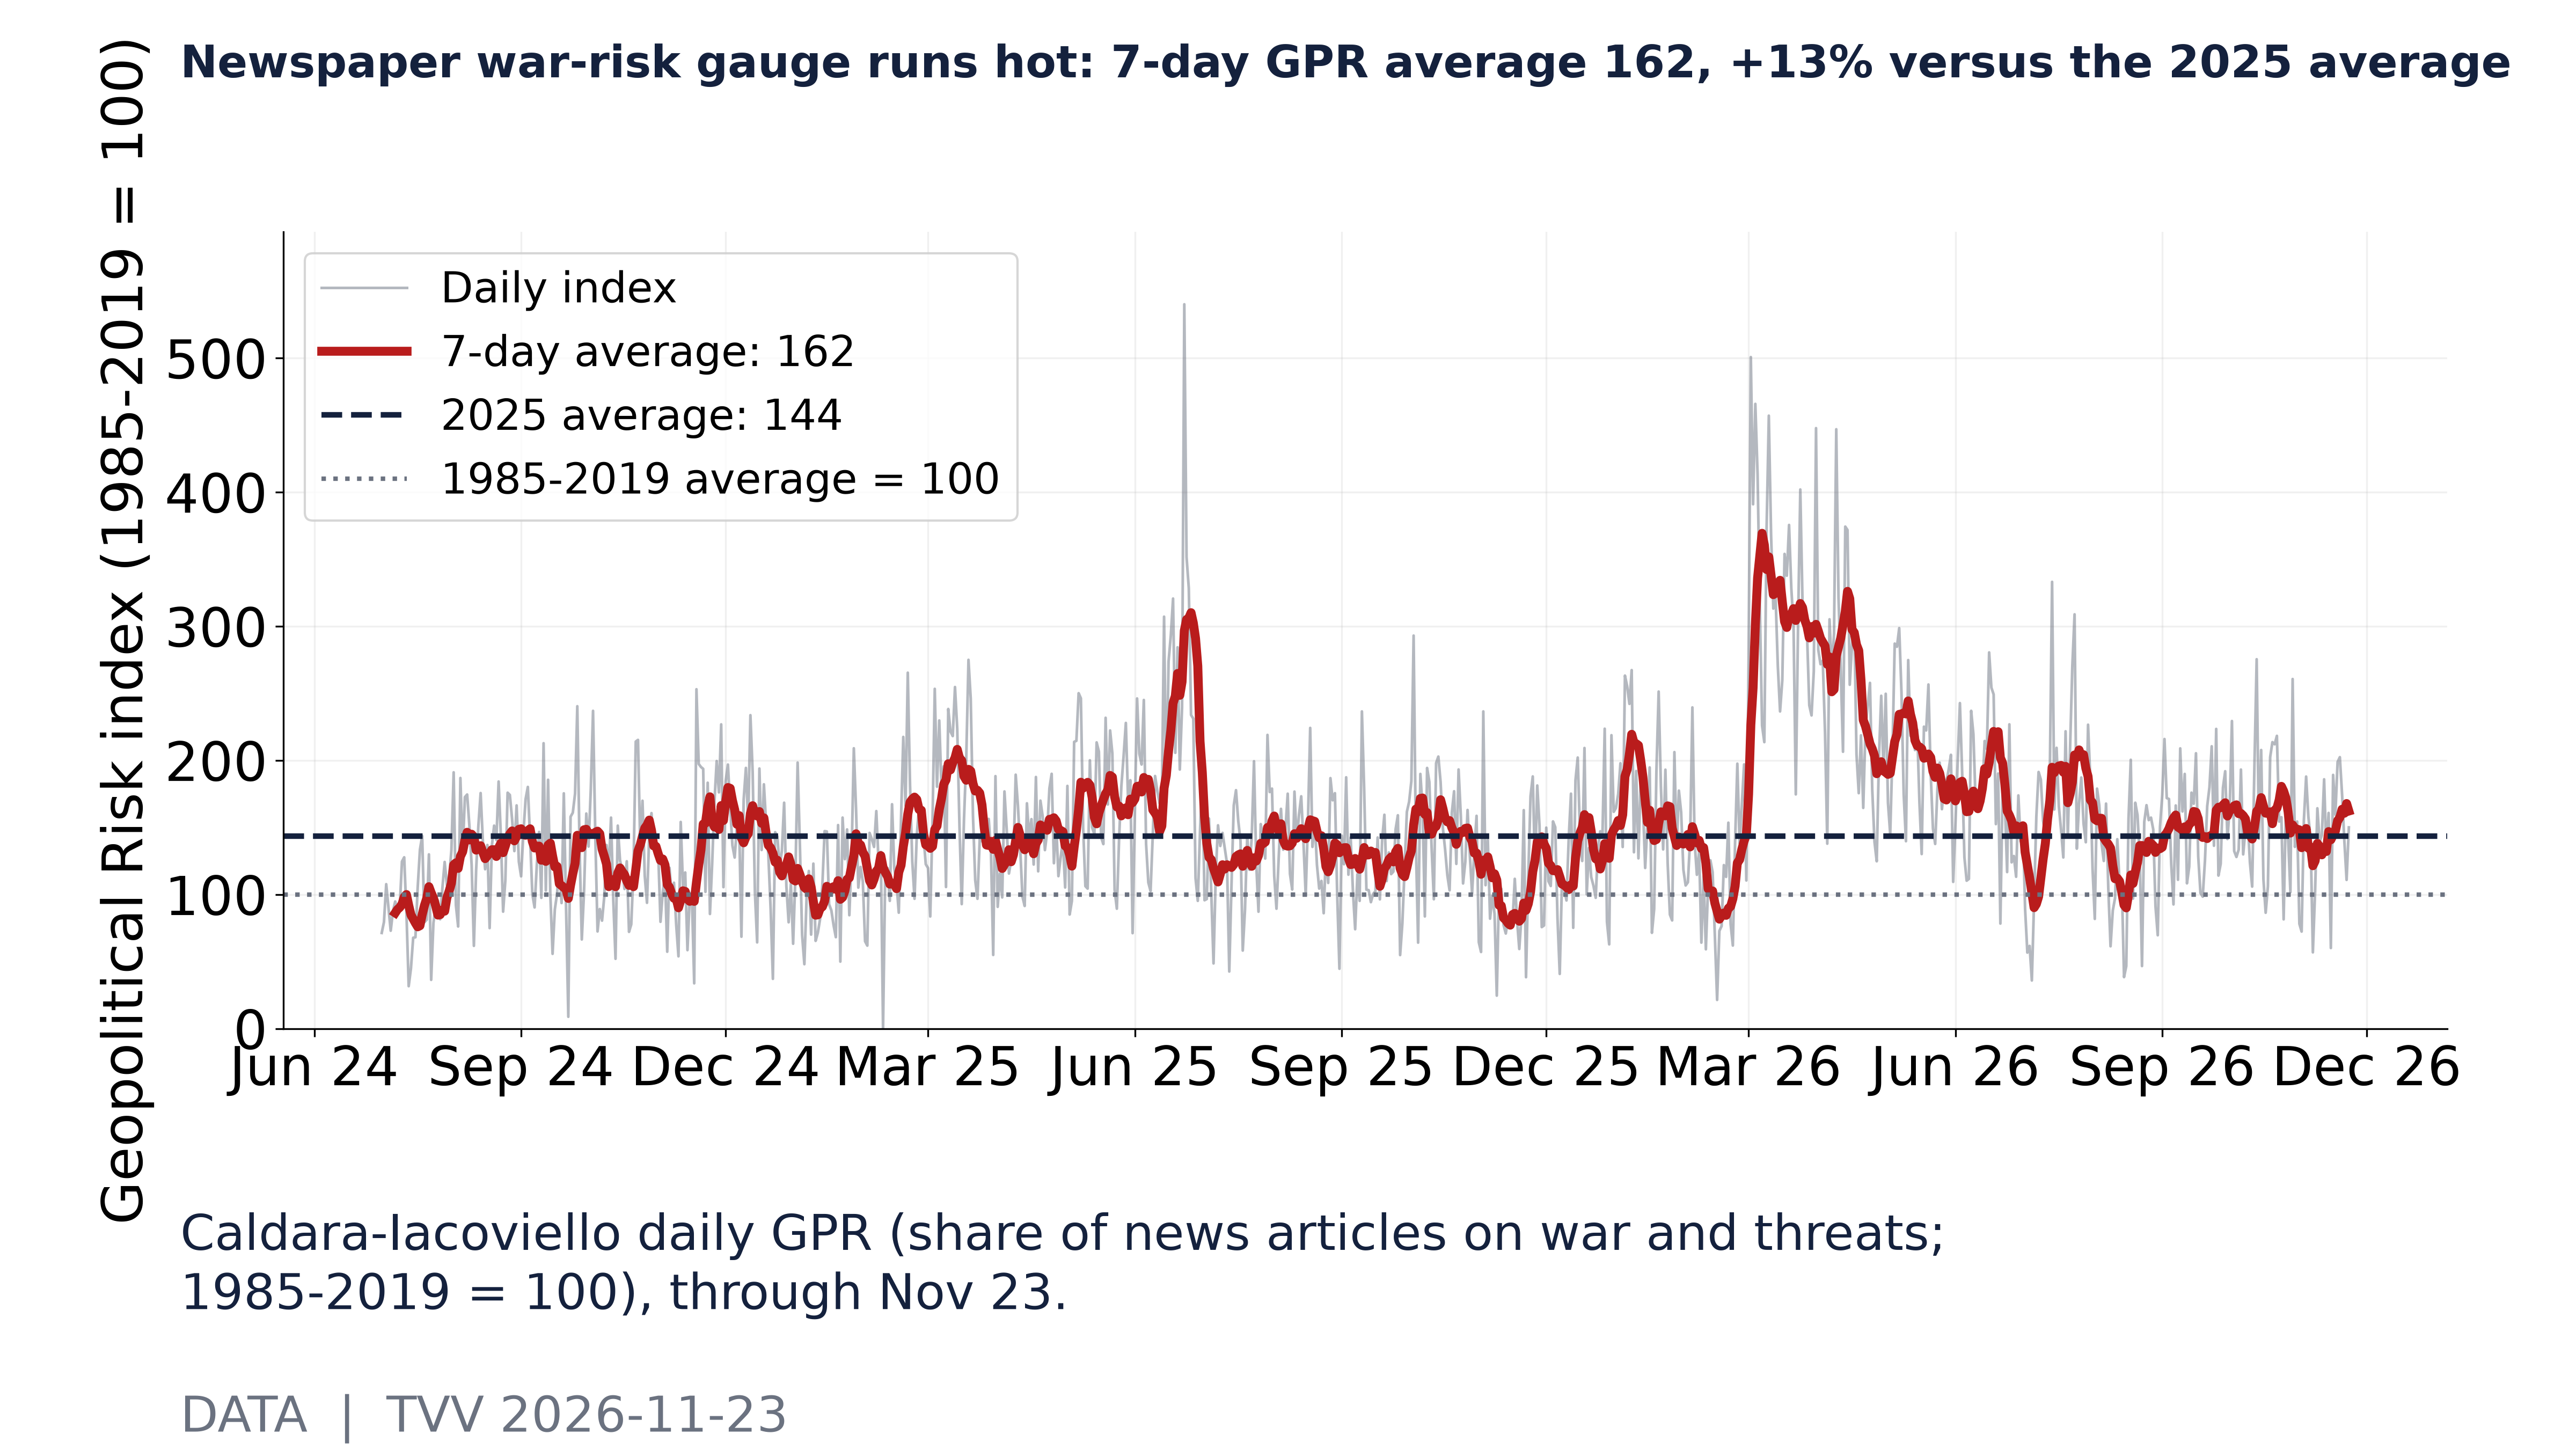 Newspaper war-risk gauge runs hot: 7-day GPR average 162, +13% versus the 2025 average
Geopolitical Risk index (1985-2019 = 100)
Daily index
7-day average: 162
2025 average: 144
1985-2019 average = 100
500
400
300
200
100
0
Jun 24 Sep 24 Dec 24 Mar 25 Jun 25 Sep 25 Dec 25 Mar 26 Jun 26 Sep 26 Dec 26
Caldara-Iacoviello daily GPR (share of news articles on war and threats;
1985-2019 = 100), through Nov 23.
DATA | TVV 2026-11-23